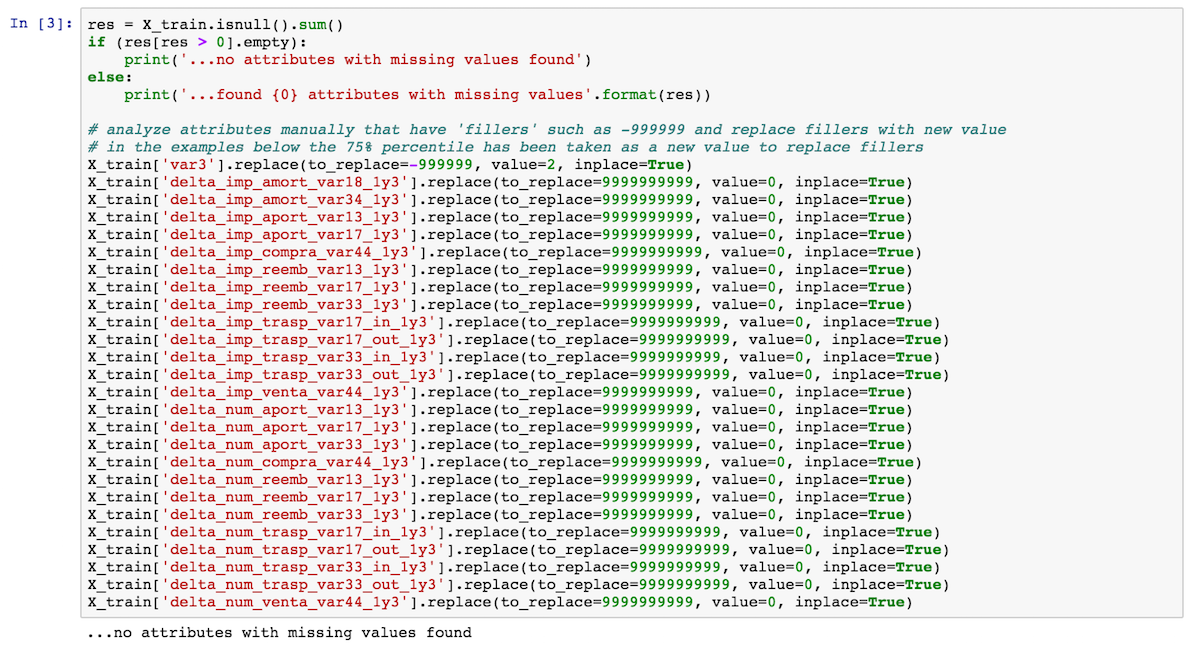 In [3]:
res = X_train.isnull().sum()
if (res[res > 0].empty):
    print('...no attributes with missing values found')
else:
    print('...found {0} attributes with missing values'.format(res))

# analyze attributes manually that have 'fillers' such as -999999 and replace fillers with new value
# in the examples below the 75% percentile has been taken as a new value to replace fillers
X_train['var3'].replace(to_replace=-999999, value=2, inplace=True)
X_train['delta_imp_amort_var18_1y3'].replace(to_replace=9999999999, value=0, inplace=True)
X_train['delta_imp_amort_var34_1y3'].replace(to_replace=9999999999, value=0, inplace=True)
X_train['delta_imp_aport_var13_1y3'].replace(to_replace=9999999999, value=0, inplace=True)
X_train['delta_imp_aport_var17_1y3'].replace(to_replace=9999999999, value=0, inplace=True)
X_train['delta_imp_compra_var44_1y3'].replace(to_replace=9999999999, value=0, inplace=True)
X_train['delta_imp_reemb_var13_1y3'].replace(to_replace=9999999999, value=0, inplace=True)
X_train['delta_imp_reemb_var17_1y3'].replace(to_replace=9999999999, value=0, inplace=True)
X_train['delta_imp_reemb_var33_1y3'].replace(to_replace=9999999999, value=0, inplace=True)
X_train['delta_imp_trasp_var17_in_1y3'].replace(to_replace=9999999999, value=0, inplace=True)
X_train['delta_imp_trasp_var17_out_1y3'].replace(to_replace=9999999999, value=0, inplace=True)
X_train['delta_imp_trasp_var33_in_1y3'].replace(to_replace=9999999999, value=0, inplace=True)
X_train['delta_imp_trasp_var33_out_1y3'].replace(to_replace=9999999999, value=0, inplace=True)
X_train['delta_imp_venta_var44_1y3'].replace(to_replace=9999999999, value=0, inplace=True)
X_train['delta_num_aport_var13_1y3'].replace(to_replace=9999999999, value=0, inplace=True)
X_train['delta_num_aport_var17_1y3'].replace(to_replace=9999999999, value=0, inplace=True)
X_train['delta_num_aport_var33_1y3'].replace(to_replace=9999999999, value=0, inplace=True)
X_train['delta_num_compra_var44_1y3'].replace(to_replace=9999999999, value=0, inplace=True)
X_train['delta_num_reemb_var13_1y3'].replace(to_replace=9999999999, value=0, inplace=True)
X_train['delta_num_reemb_var17_1y3'].replace(to_replace=9999999999, value=0, inplace=True)
X_train['delta_num_reemb_var33_1y3'].replace(to_replace=9999999999, value=0, inplace=True)
X_train['delta_num_trasp_var17_in_1y3'].replace(to_replace=9999999999, value=0, inplace=True)
X_train['delta_num_trasp_var17_out_1y3'].replace(to_replace=9999999999, value=0, inplace=True)
X_train['delta_num_trasp_var33_in_1y3'].replace(to_replace=9999999999, value=0, inplace=True)
X_train['delta_num_trasp_var33_out_1y3'].replace(to_replace=9999999999, value=0, inplace=True)
X_train['delta_num_venta_var44_1y3'].replace(to_replace=9999999999, value=0, inplace=True)
...no attributes with missing values found